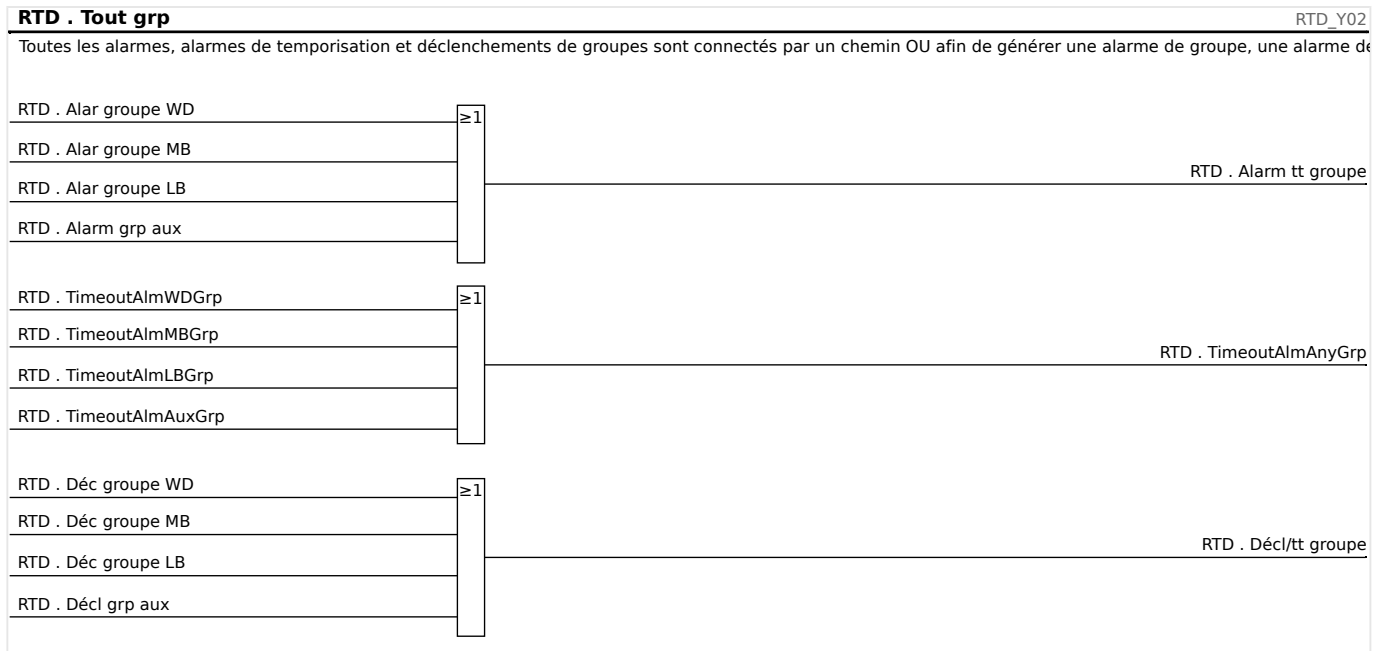 RTD . Tout grp
RTD_Y02
Toutes les alarmes, alarmes de temporisation et déclenchements de groupes sont connectés par un chemin OU afin de générer une alarme de groupe, une alarme de
RTD . Alar groupe WD
≥1
RTD . Alar groupe MB
RTD . Alarm tt groupe
RTD . Alar groupe LB
RTD . Alarm grp aux
RTD . TimeoutAlmWDGrp
≥1
RTD . TimeoutAlmMBGrp
RTD . TimeoutAlmAnyGrp
RTD . TimeoutAlmLBGrp
RTD . TimeoutAlmAuxGrp
RTD . Déc groupe WD
≥1
RTD . Déc groupe MB
RTD . Décl/tt groupe
RTD . Déc groupe LB
RTD . Décl grp aux